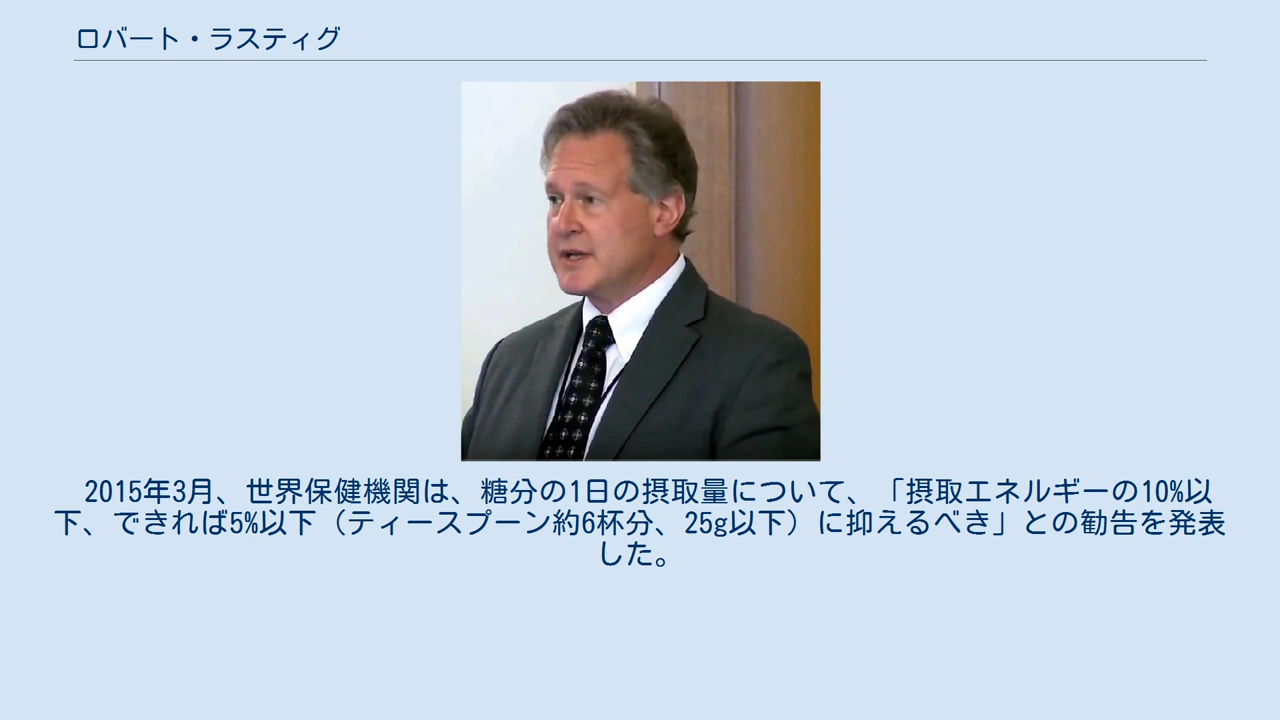 ロバート・ラスティグ
2015年3月、世界保健機関は、糖分の1日の摂取量について、「摂取エネルギーの10%以
下、できれば5%以下（ティースプーン約6杯分、25g以下）に抑えるべき」との勧告を発表
した。